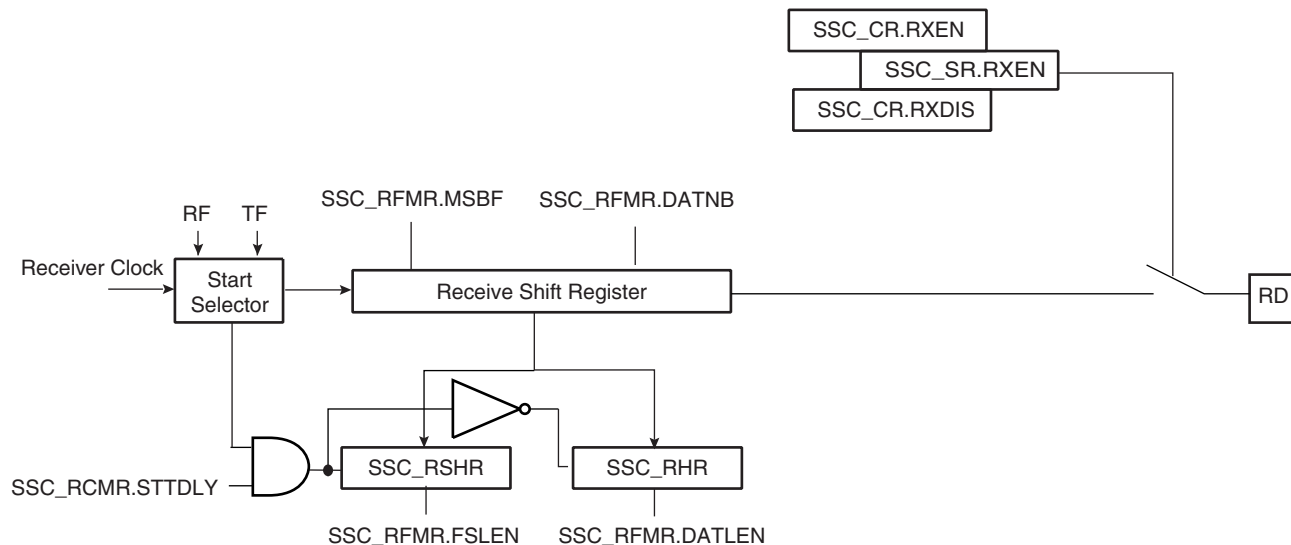 SSC_CR.RXEN
SSC_SR.RXEN
SSC_CR.RXDIS
SSC_RFMR.MSBF
SSC_RFMR.DATNB
RF
TF
Receiver Clock
Start
Selector
Receive Shift Register
RD
SSC_RSHR
SSC_RHR
SSC_RCMR.STTDLY
SSC_RFMR.FSLEN
SSC_RFMR.DATLEN